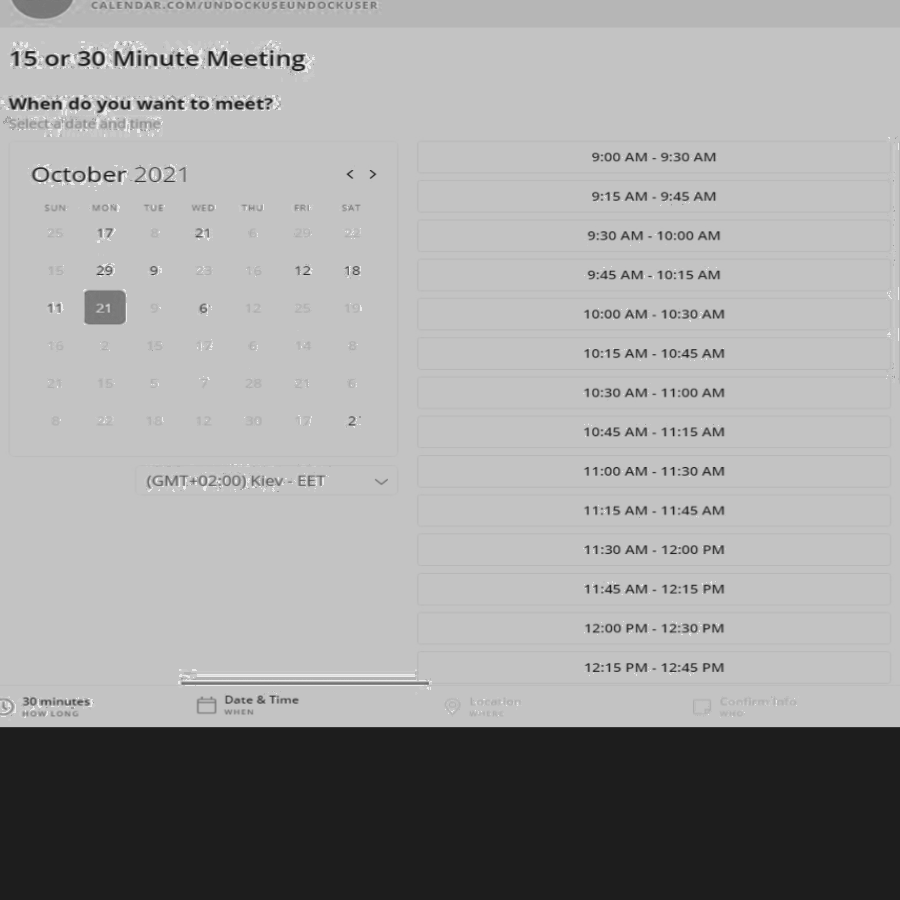 CALENDAR.COM/UNDOCKUSEUNDOCKUSER
15 or 30 Minute Meeting
When do you want to meet?
Select a date and time
October 2021 < >
SUN MON TUE WED THU FRI SAT
25 17 8 21 6 29 22
15 29 9 23 16 12 18
11 21 9 6 12 25 19
16 2 15 17 6 14 8
21 15 5 7 28 21 6
8 22 18 12 30 17 2
(GMT+02:00) Kiev - EET
9:00 AM - 9:30 AM
9:15 AM - 9:45 AM
9:30 AM - 10:00 AM
9:45 AM - 10:15 AM
10:00 AM - 10:30 AM
10:15 AM - 10:45 AM
10:30 AM - 11:00 AM
10:45 AM - 11:15 AM
11:00 AM - 11:30 AM
11:15 AM - 11:45 AM
11:30 AM - 12:00 PM
11:45 AM - 12:15 PM
12:00 PM - 12:30 PM
12:15 PM - 12:45 PM
30 minutes
HOW LONG
Date & Time
WHEN
Location
WHERE
Confirm Info
WHO